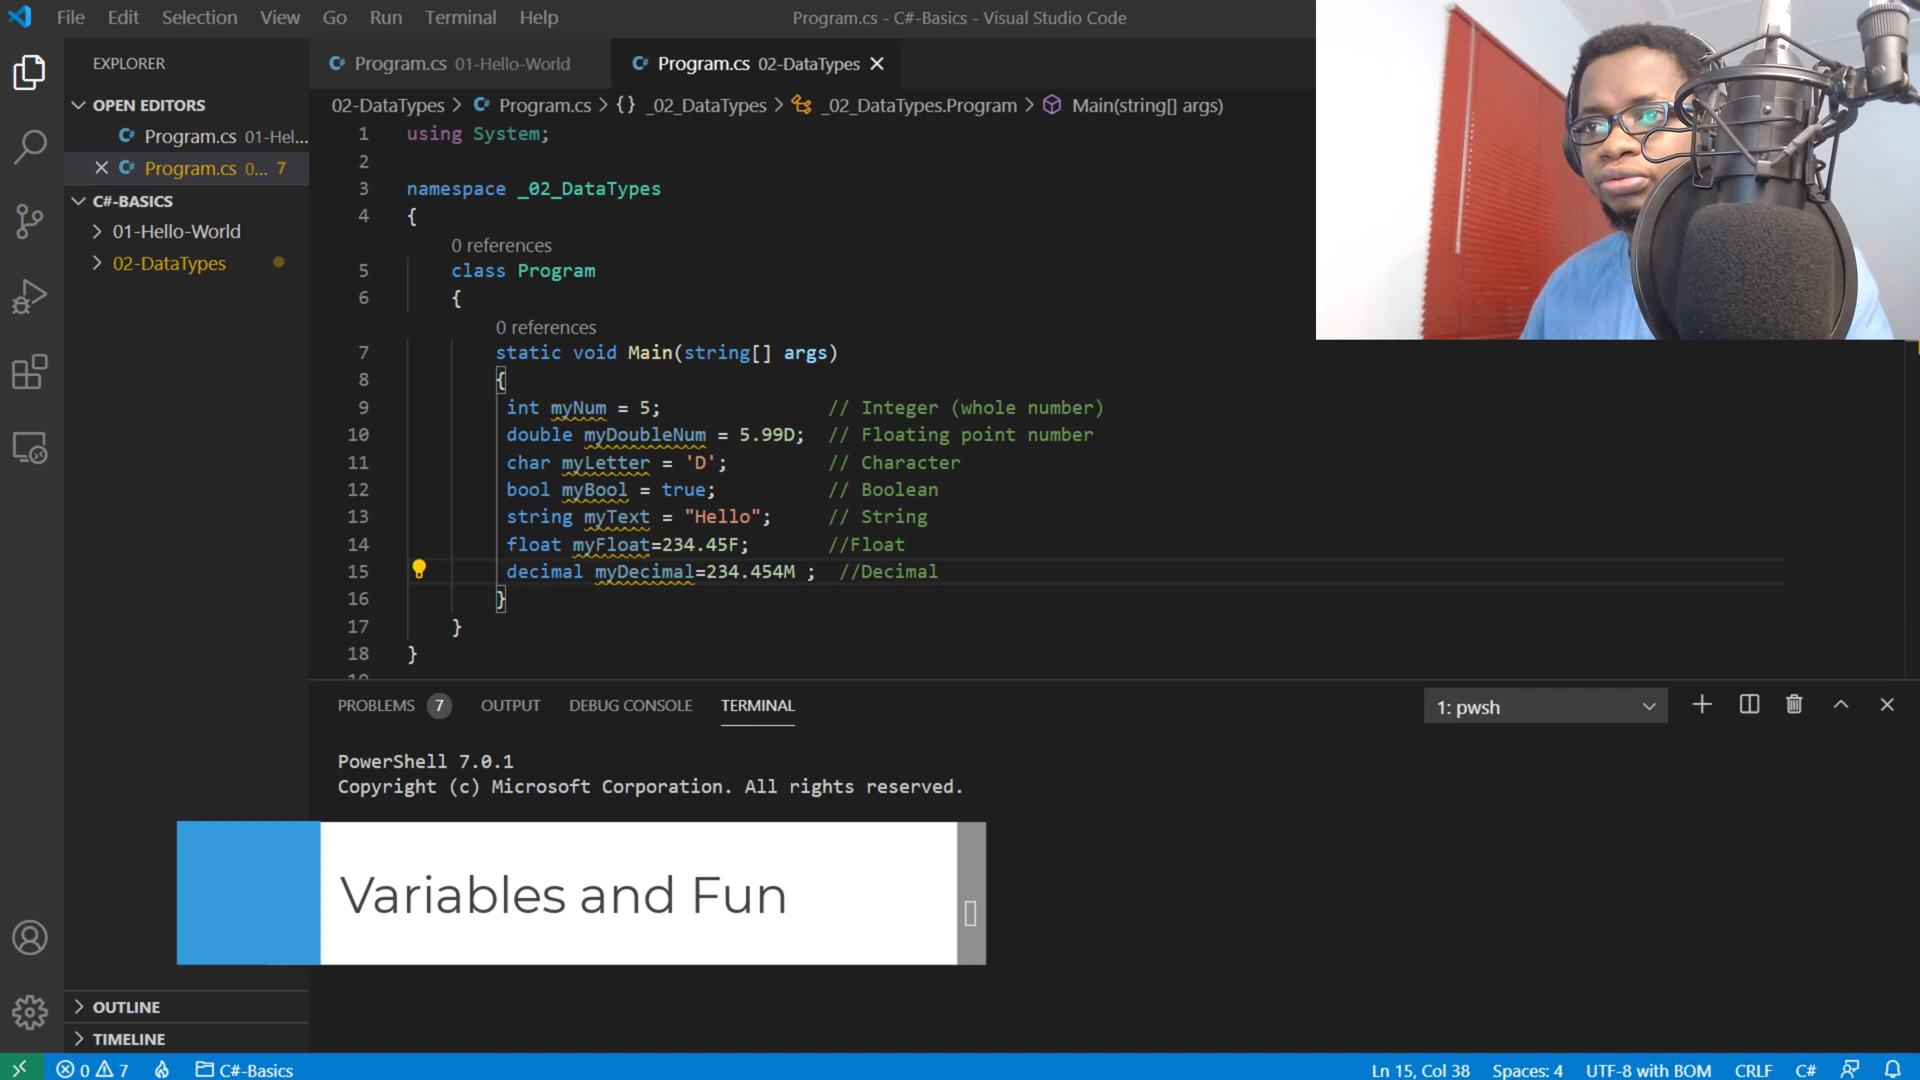 File Edit Selection View Go Run Terminal Help
Program.cs - C#-Basics - Visual Studio Code
EXPLORER
OPEN EDITORS
Program.cs 01-Hel...
Program.cs 0... 7
C#-BASICS
01-Hello-World
02-DataTypes
OUTLINE
TIMELINE
Program.cs 01-Hello-World
Program.cs 02-DataTypes
02-DataTypes > Program.cs > {} _02_DataTypes > _02_DataTypes.Program > Main(string[] args)
1 using System;
2
3 namespace _02_DataTypes
4 {
0 references
5 class Program
6 {
0 references
7 static void Main(string[] args)
8 {
9 int myNum = 5; // Integer (whole number)
10 double myDoubleNum = 5.99D; // Floating point number
11 char myLetter = 'D'; // Character
12 bool myBool = true; // Boolean
13 string myText = "Hello"; // String
14 float myFloat=234.45F; //Float
15 decimal myDecimal=234.454M ; //Decimal
16 }
17 }
18 }
PROBLEMS 7 OUTPUT DEBUG CONSOLE TERMINAL
1: pwsh
PowerShell 7.0.1
Copyright (c) Microsoft Corporation. All rights reserved.
Variables and Fun
0 7 C#-Basics
Ln 15, Col 38 Spaces: 4 UTF-8 with BOM CRLF C#